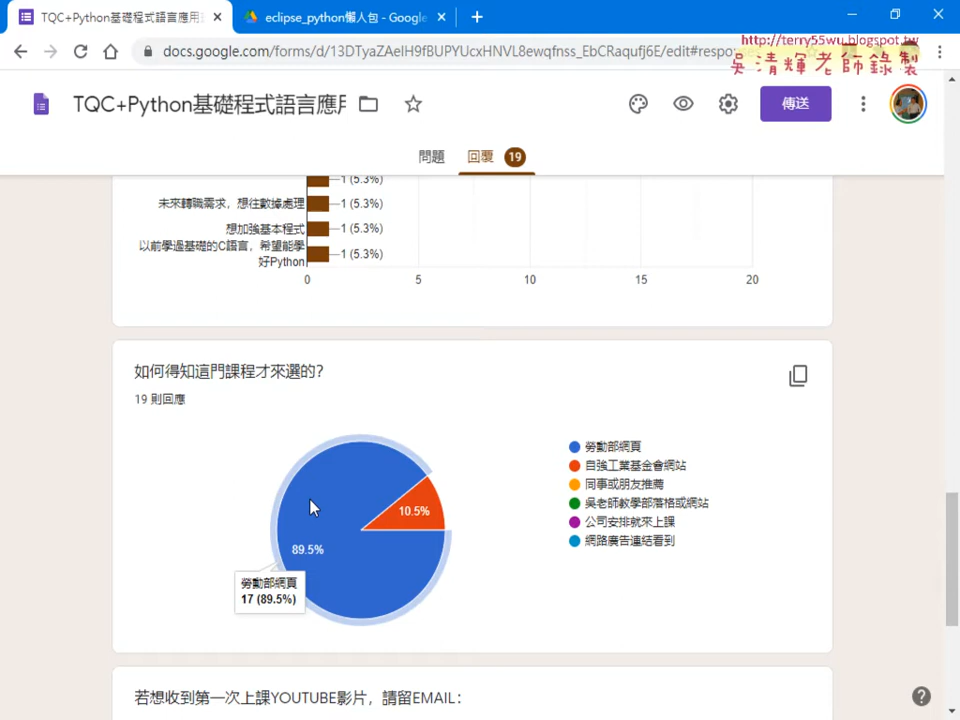 TQC+Python基礎程式語言應用
eclipse_python懶人包 - Google
docs.google.com/forms/d/13DTyaZAeIH9fBUPYUcxHNVL8ewqfnss_EbCRaqufj6E/edit#respo
http://terry55wu.blogspot.tw
吳清輝老師錄製
TQC+Python基礎程式語言應用
傳送
問題
回覆 19
1 (5.3%)
未來轉職需求，想往數據處理
1 (5.3%)
想加強基本程式
1 (5.3%)
以前學過基礎的C語言，希望能學
好Python
1 (5.3%)
0 5 10 15 20
如何得知這門課程才來選的?
19 則回應
勞動部網頁
自強工業基金會網站
同事或朋友推薦
吳老師教學部落格或網站
公司安排就來上課
網路廣告連結看到
10.5%
89.5%
勞動部網頁
17 (89.5%)
若想收到第一次上課YOUTUBE影片，請留EMAIL：